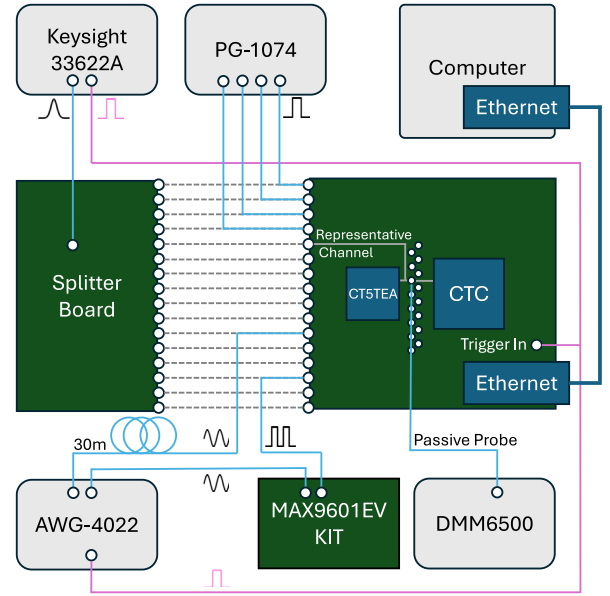 Keysight
33622A
PG-1074
Computer
Ethernet
Splitter
Board
Representative
Channel
CT5TEA
CTC
Trigger In
Ethernet
30m
Passive Probe
AWG-4022
MAX9601EV
KIT
DMM6500